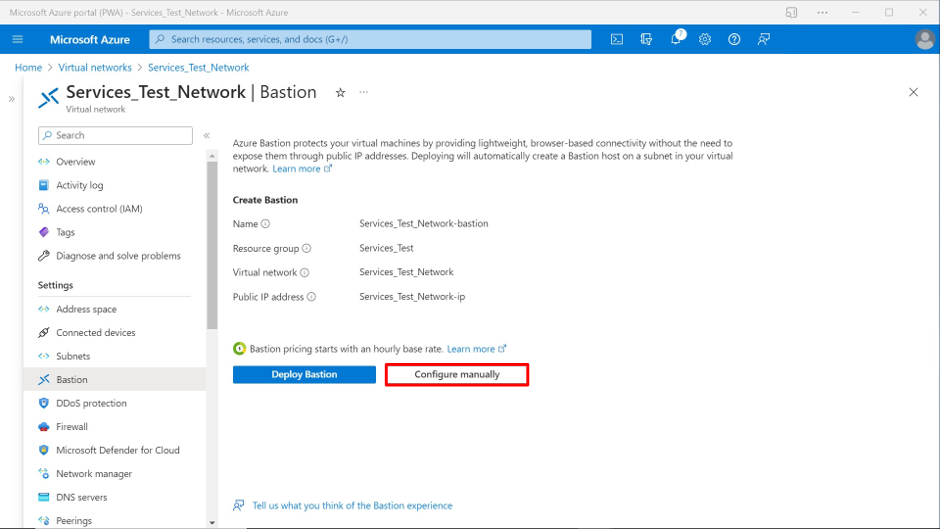 Microsoft Azure portal (PWA) - Services_Test_Network - Microsoft Azure
Microsoft Azure
Search resources, services, and docs (G+/)
7
Home > Virtual networks > Services_Test_Network
Services_Test_Network | Bastion
Virtual network
Search
Overview
Activity log
Access control (IAM)
Tags
Diagnose and solve problems
Settings
Address space
Connected devices
Subnets
Bastion
DDoS protection
Firewall
Microsoft Defender for Cloud
Network manager
DNS servers
Peerings
Azure Bastion protects your virtual machines by providing lightweight, browser-based connectivity without the need to
expose them through public IP addresses. Deploying will automatically create a Bastion host on a subnet in your virtual
network. Learn more
Create Bastion
Name Services_Test_Network-bastion
Resource group Services_Test
Virtual network Services_Test_Network
Public IP address Services_Test_Network-ip
Bastion pricing starts with an hourly base rate. Learn more
Deploy Bastion Configure manually
Tell us what you think of the Bastion experience